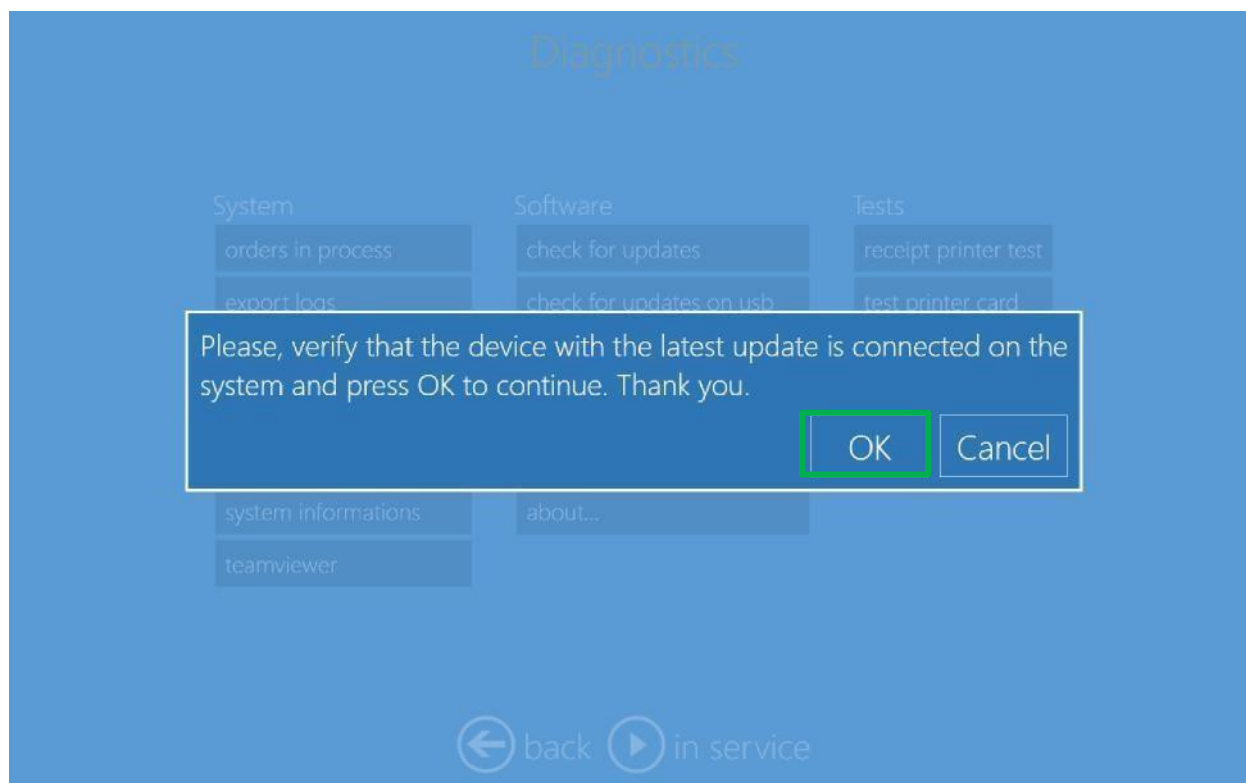 Diagnostics
System
Software
Tests
orders in process
check for updates
receipt printer test
export logs
check for updates on usb
test printer card
Please, verify that the device with the latest update is connected on the
system and press OK to continue. Thank you.
OK
Cancel
system informations
about...
teamviewer
back
in service